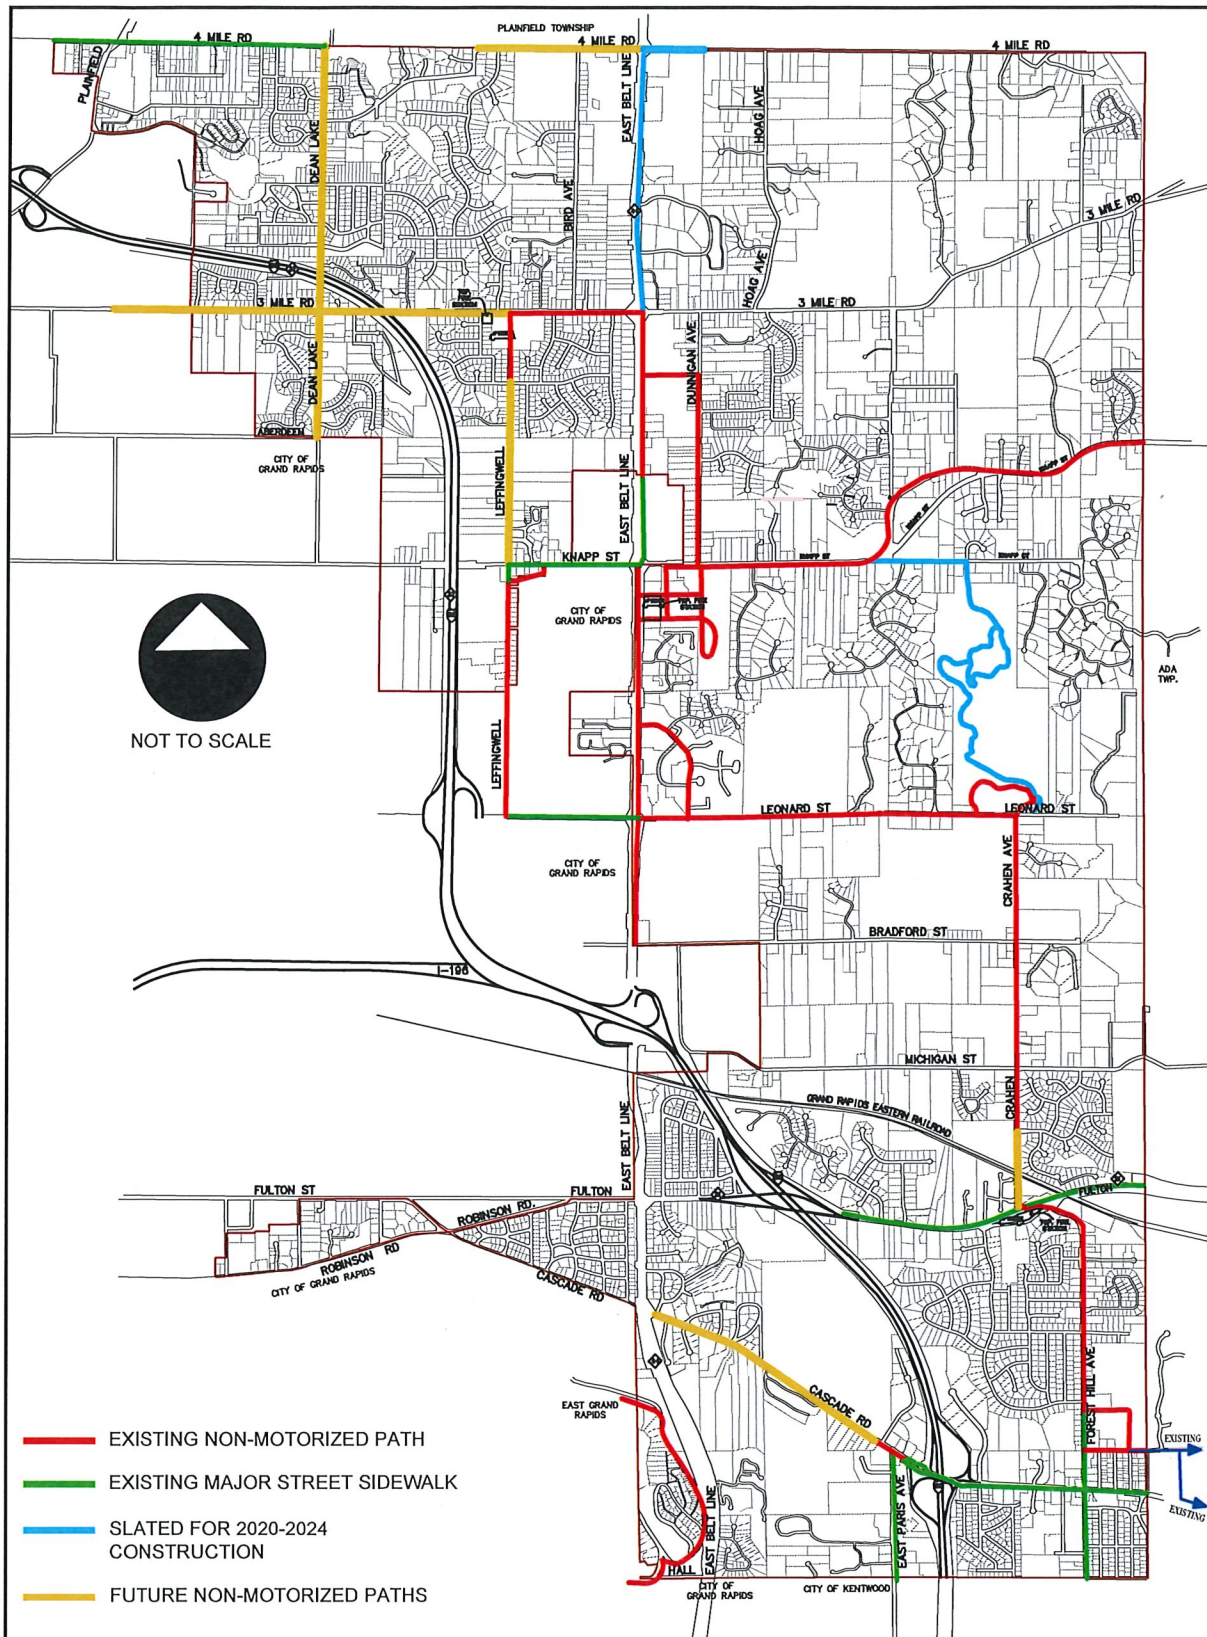 PLAINFIELD TOWNSHIP
4 MILE RD
4 MILE RD
4 MILE RD
PLAINFIELD
EAST BELT LINE
HOAG AVE
DEAN LAKE
BIRD AVE
3 MILE RD
HOAG AVE
3 MILE RD
3 MILE RD
DEAN LAKE
DUNNIGAN AVE
ABERDEEN
CITY OF
GRAND RAPIDS
LEFFINGWELL
EAST BELT LINE
KNAPP ST
KNAPP ST
KNAPP ST
KNAPP ST
KNAPP ST
CITY OF
GRAND RAPIDS
ADA
TWP.
NOT TO SCALE
LEFFINGWELL
LEONARD ST
LEONARD ST
CITY OF
GRAND RAPIDS
CRAHEN AVE
BRADFORD ST
I-196
MICHIGAN ST
GRAND RAPIDS EASTERN RAILROAD
CRAHEN
EAST BELT LINE
FULTON ST
ROBINSON RD.
FULTON
FULTON
ROBINSON RD
CITY OF GRAND RAPIDS
CASCADE RD
EAST GRAND
RAPIDS
CASCADE RD
FOREST HILL AVE
EXISTING
EXISTING
EAST PARIS AVE
EAST BELT LINE
HALL
CITY OF
GRAND RAPIDS
CITY OF KENTWOOD
EXISTING NON-MOTORIZED PATH
EXISTING MAJOR STREET SIDEWALK
SLATED FOR 2020-2024
CONSTRUCTION
FUTURE NON-MOTORIZED PATHS